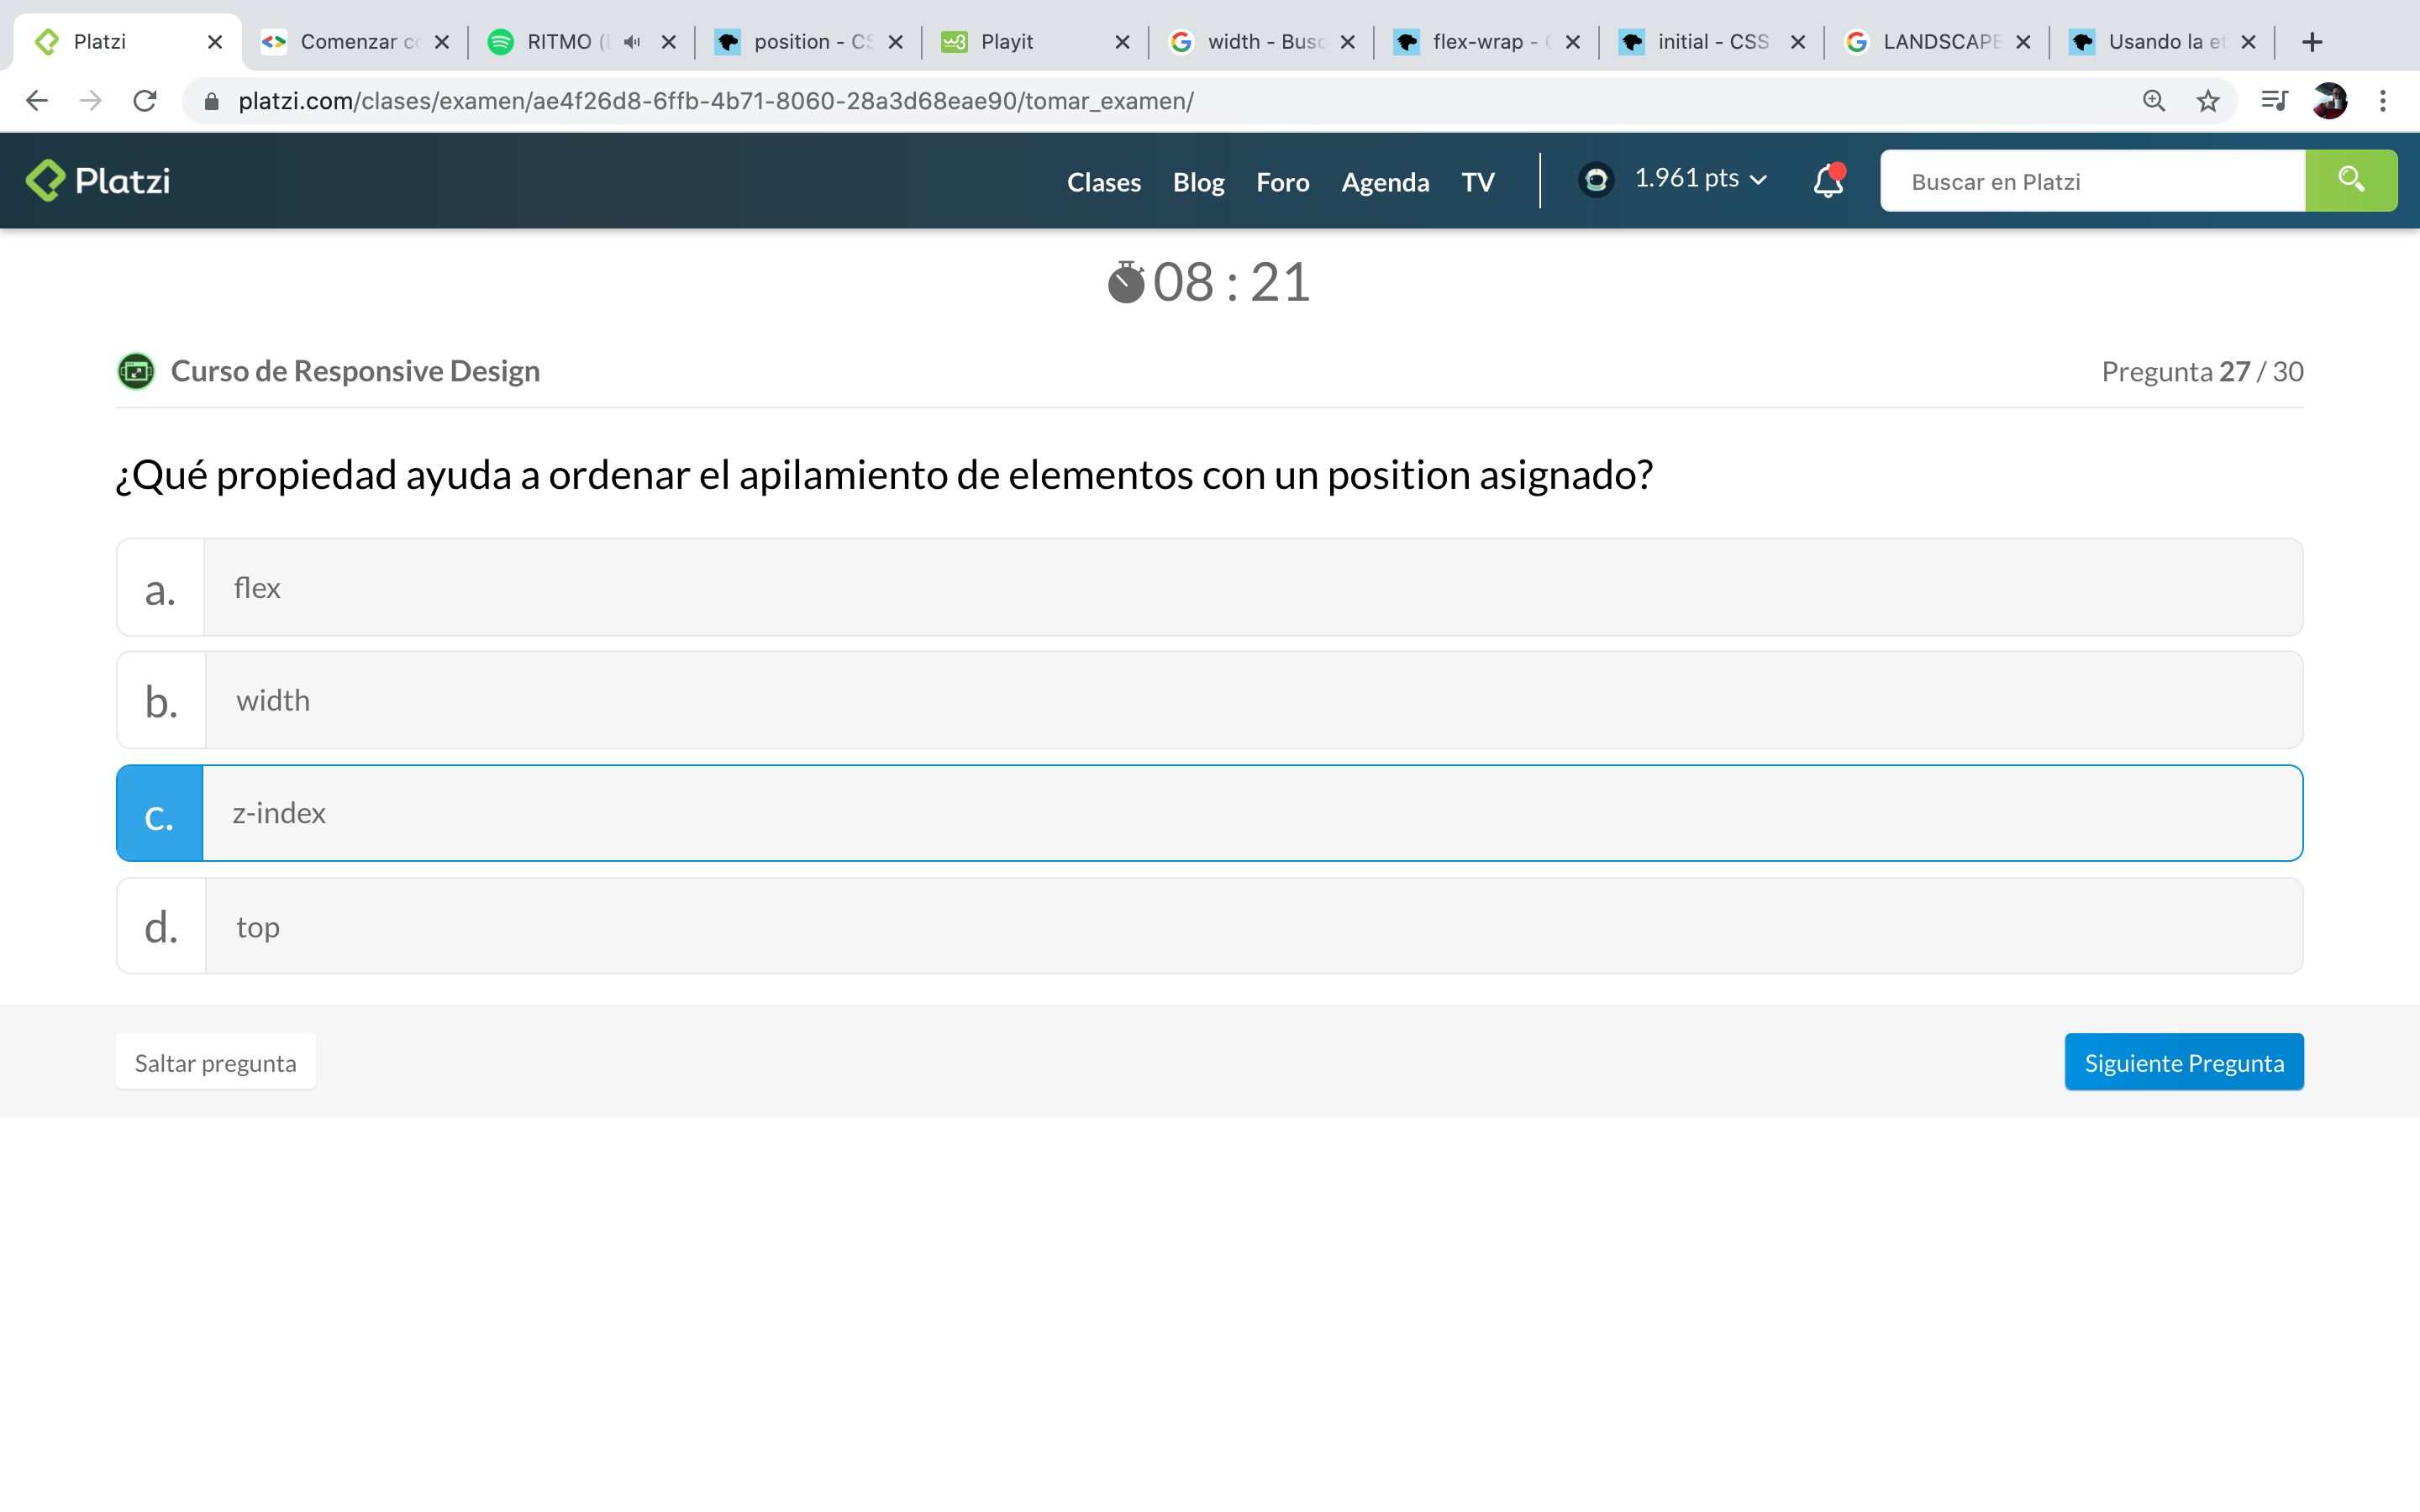 Platzi
Comenzar co
RITMO (
position - CS
Playit
width - Busc
flex-wrap - C
initial - CSS
LANDSCAPE
Usando la et
platzi.com/clases/examen/ae4f26d8-6ffb-4b71-8060-28a3d68eae90/tomar_examen/
Platzi
Clases
Blog
Foro
Agenda
TV
1.961 pts
Buscar en Platzi
08 : 21
Curso de Responsive Design
Pregunta 27 / 30
¿Qué propiedad ayuda a ordenar el apilamiento de elementos con un position asignado?
a. flex
b. width
c. z-index
d. top
Saltar pregunta
Siguiente Pregunta